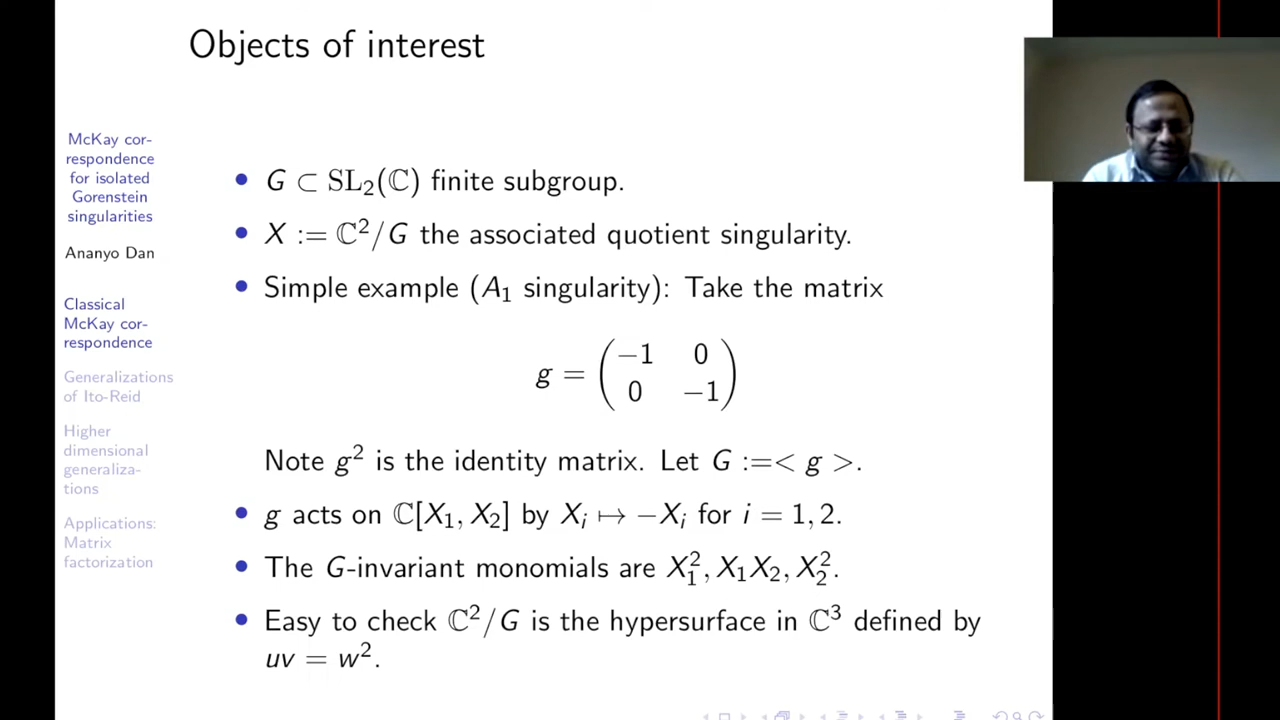 Objects of interest
McKay cor-
respondence
for isolated
Gorenstein
singularities
Ananyo Dan
Classical
McKay cor-
respondence
Generalizations
of Ito-Reid
Higher
dimensional
generaliza-
tions
Applications:
Matrix
factorization
• G ⊂ SL₂(ℂ) finite subgroup.
• X := ℂ²/G the associated quotient singularity.
• Simple example (A₁ singularity): Take the matrix
g = (−1 0
0 −1)
Note g² is the identity matrix. Let G :=< g >.
• g acts on ℂ[X₁, X₂] by Xᵢ ↦ −Xᵢ for i = 1, 2.
• The G-invariant monomials are X₁², X₁X₂, X₂².
• Easy to check ℂ²/G is the hypersurface in ℂ³ defined by
uv = w².